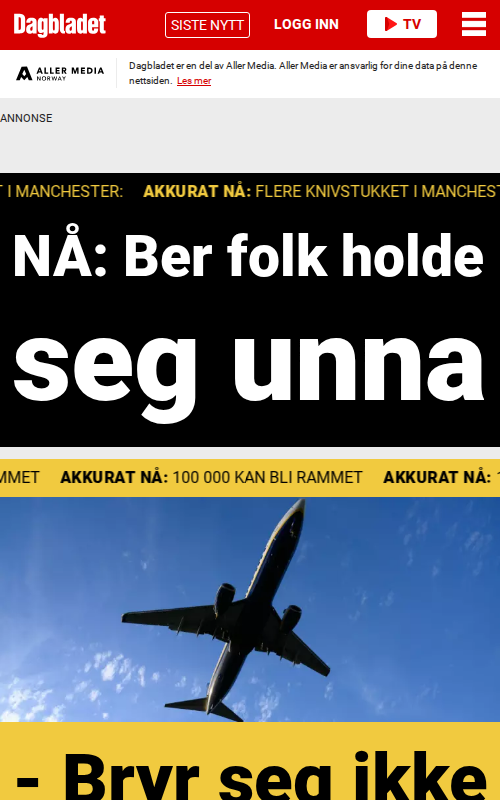 Dagbladet
SISTE NYTT
LOGG INN
TV
ALLER MEDIA
NORWAY
Dagbladet er en del av Aller Media. Aller Media er ansvarlig for dine data på denne
nettsiden. Les mer
ANNONSE
I MANCHESTER: AKKURAT NÅ: FLERE KNIVSTUKKET I MANCHEST
NÅ: Ber folk holde
seg unna
MMET AKKURAT NÅ: 100 000 KAN BLI RAMMET AKKURAT NÅ:
- Bryr seg ikke